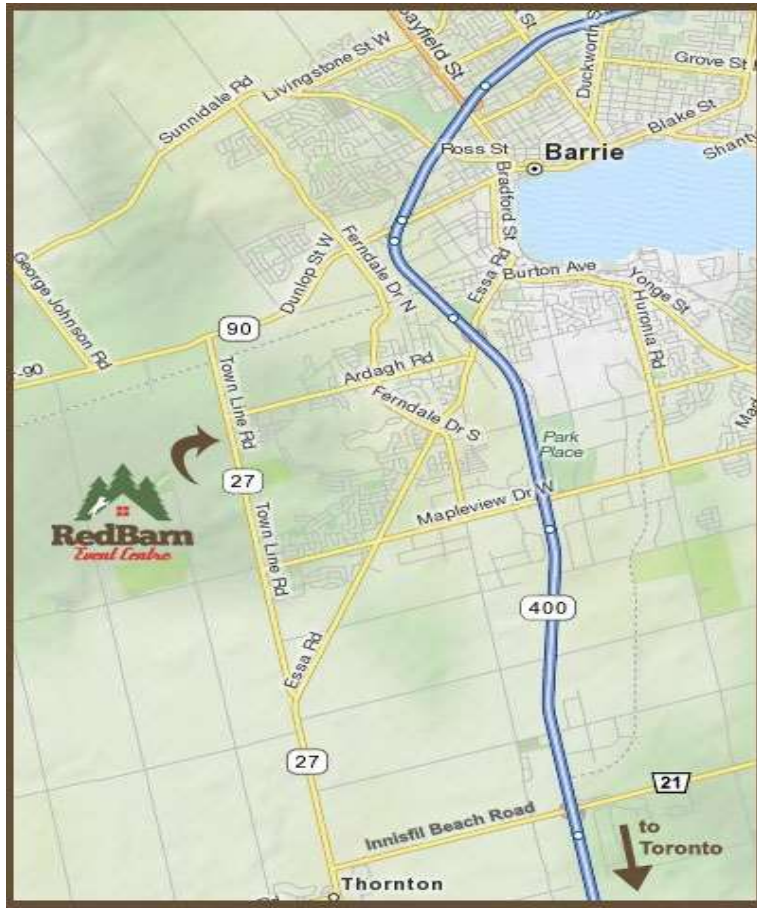 Bayfield St
Livingstone St W
Sunnidale Rd
Duckworth St
Grove St
Blake St
Shanty
Ross St
Barrie
Bradford St
Ferndale Dr N
Dunlop St W
George Johnson Rd
Essa Rd
Burton Ave
Yonge St
Huronia Rd
90
-90
Ardagh Rd
Town Line Rd
Ferndale Dr S
Mad
Park
Place
27
RedBarn
Event Centre
Mapleview Dr W
Town Line Rd
400
Essa Rd
27
21
Innisfil Beach Road
to
Toronto
Thornton